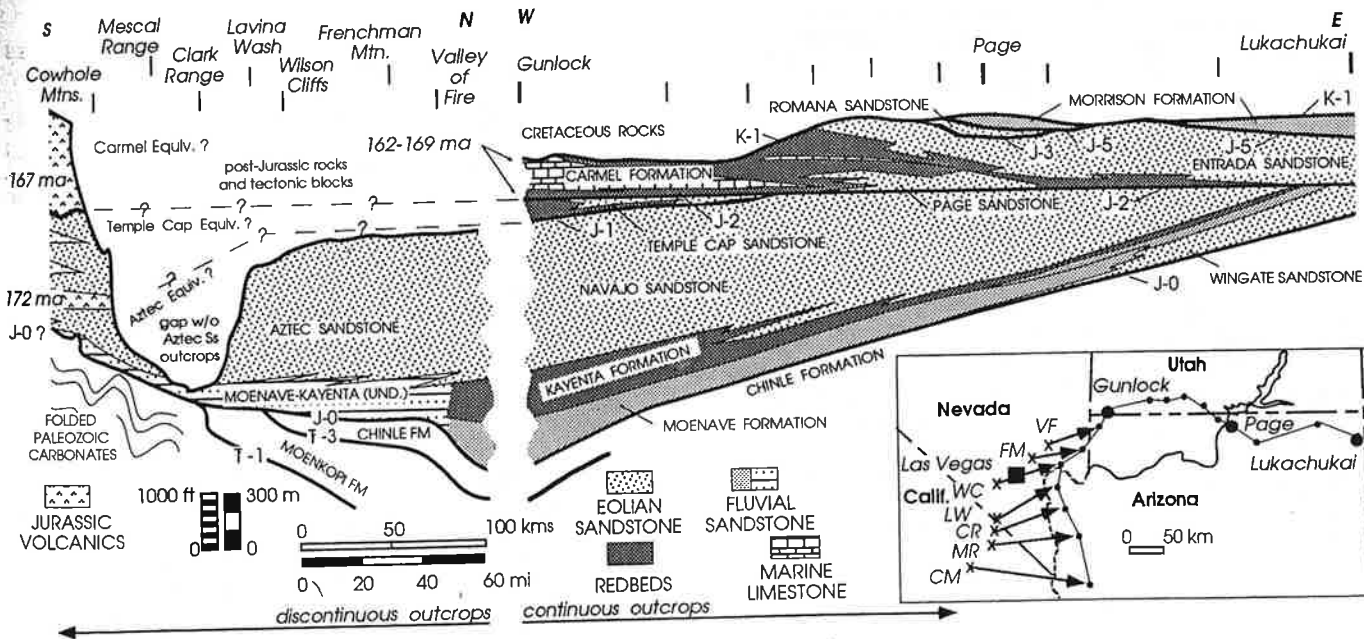 S
N
W
E
Mescal
Range
Lavina
Wash
Frenchman
Mtn.
Cowhole
Mtns.
Clark
Range
Wilson
Cliffs
Valley
of
Fire
Gunlock
Page
Lukachukai
ROMANA SANDSTONE
MORRISON FORMATION
K-1
K-1
CRETACEOUS ROCKS
162-169 ma
Carmel Equiv. ?
post-Jurassic rocks
and tectonic blocks
167 ma
CARMEL FORMATION
J-3
J-5
J-5
ENTRADA SANDSTONE
? ? ?
Temple Cap Equiv. ?
?
J-1
J-2
PAGE SANDSTONE
J-2
TEMPLE CAP SANDSTONE
?
Aztec Equiv. ?
172 ma
J-0 ?
gap w/o
Aztec Ss
outcrops
AZTEC SANDSTONE
NAVAJO SANDSTONE
WINGATE SANDSTONE
J-0
KAYENTA FORMATION
MOENAVE-KAYENTA (UND.)
CHINLE FORMATION
J-0
MOENAVE FORMATION
FOLDED
PALEOZOIC
CARBONATES
T-3
CHINLE FM
T-1
MOENKOPI FM
JURASSIC
VOLCANICS
1000 ft
300 m
0
0
0
50
100 kms
0
20
40
60 mi
EOLIAN
SANDSTONE
FLUVIAL
SANDSTONE
REDBEDS
MARINE
LIMESTONE
discontinuous outcrops
continuous outcrops
Utah
Gunlock
Nevada
VF
FM
Page
Las Vegas
Lukachukai
Calif.
WC
LW
Arizona
CR
MR
CM
0
50 km